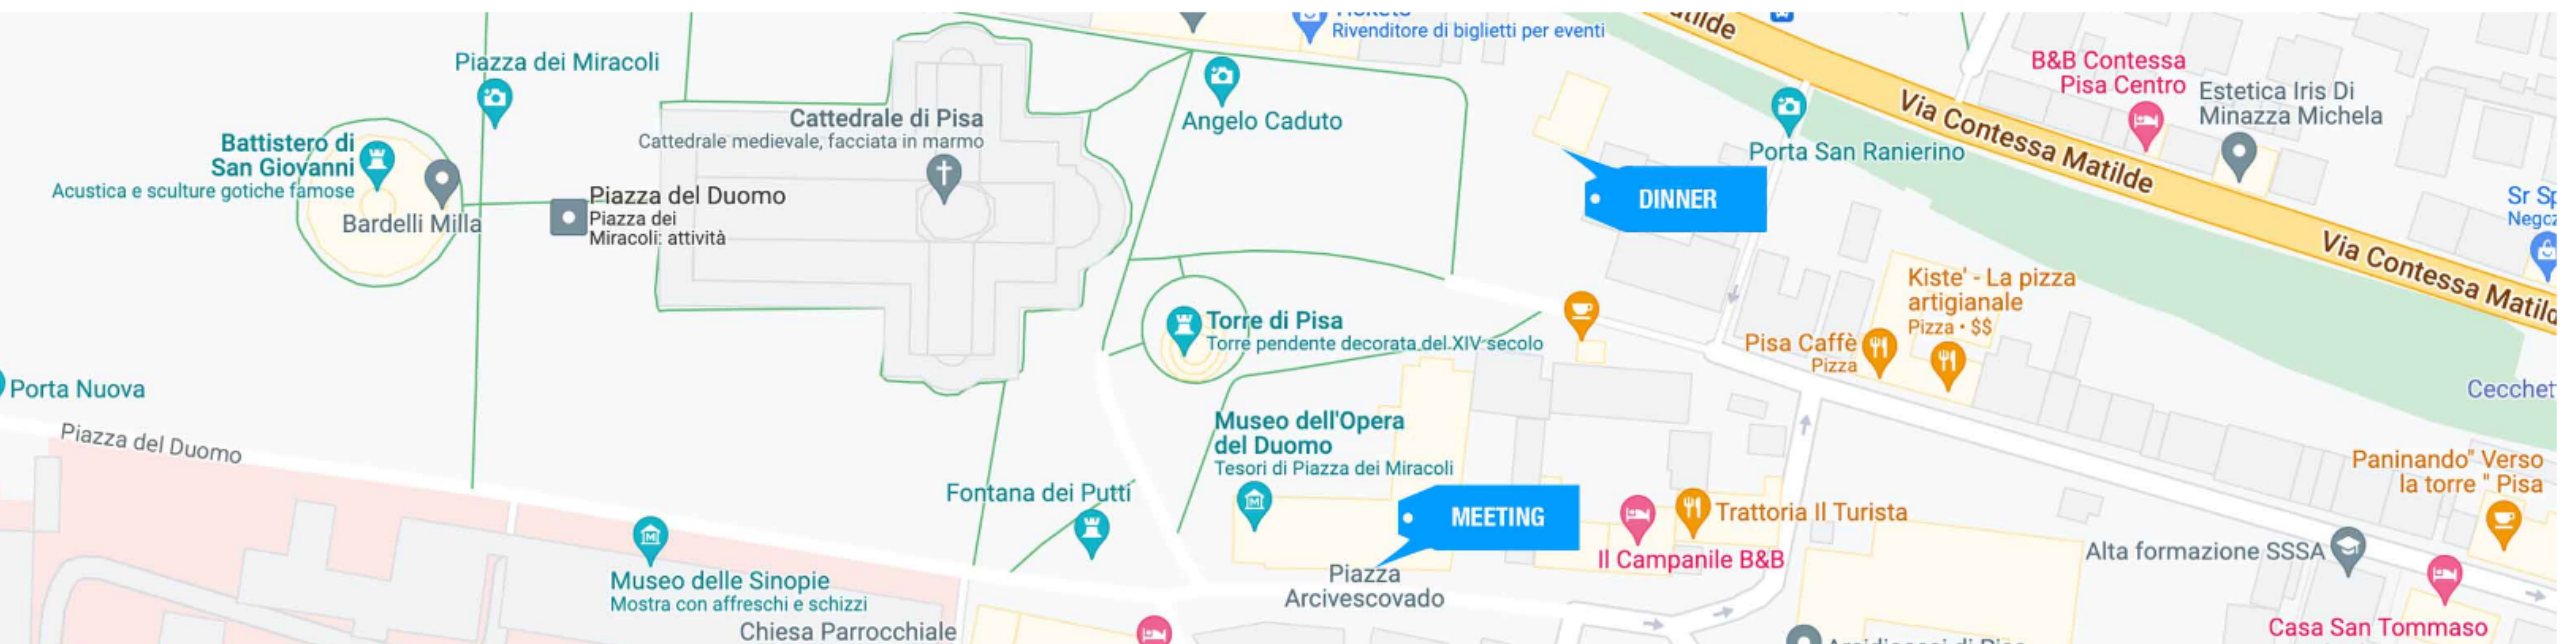 Rivenditore di biglietti per eventi
Piazza dei Miracoli
Battistero di
San Giovanni
Acustica e sculture gotiche famose
Bardelli Milla
Piazza del Duomo
Piazza dei
Miracoli: attività
Cattedrale di Pisa
Cattedrale medievale, facciata in marmo
Angelo Caduto
DINNER
Porta San Ranierino
Via Contessa Matilde
B&B Contessa
Pisa Centro
Estetica Iris Di
Minazza Michela
Via Contessa Matild
Sr Sp
Negoz
Kiste' - La pizza
artigianale
Pizza • $$
Pisa Caffè
Pizza
Torre di Pisa
Torre pendente decorata del XIV secolo
Porta Nuova
Piazza del Duomo
Museo dell'Opera
del Duomo
Tesori di Piazza dei Miracoli
Fontana dei Putti
MEETING
Piazza
Arcivescovado
Il Campanile B&B
Trattoria Il Turista
Museo delle Sinopie
Mostra con affreschi e schizzi
Chiesa Parrocchiale
Cecchet
Paninando" Verso
la torre " Pisa
Alta formazione SSSA
Casa San Tommaso